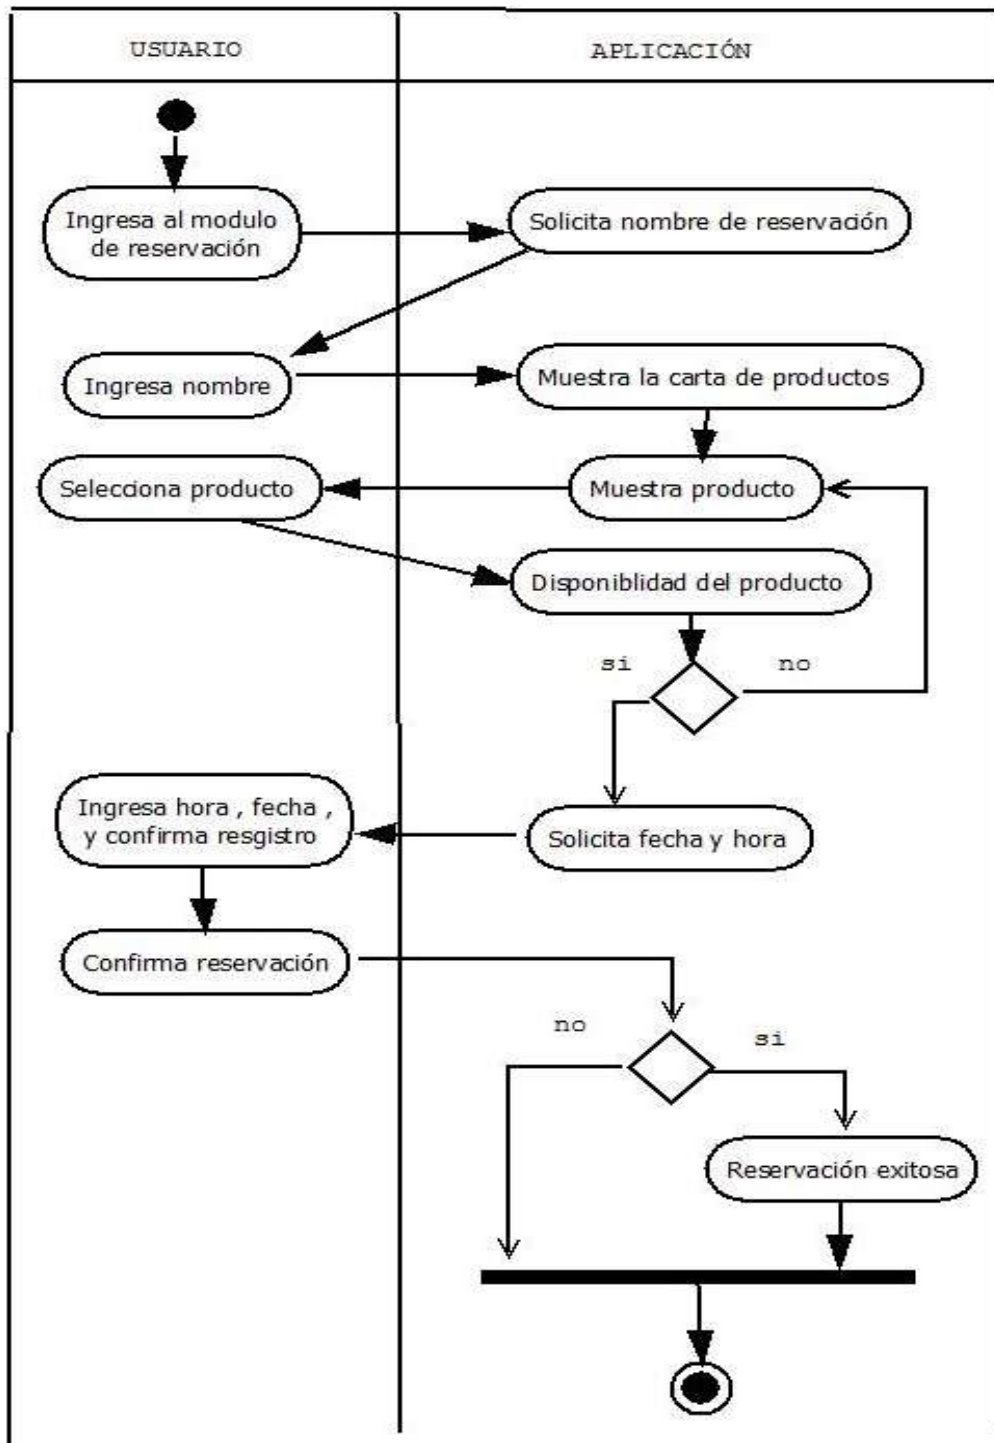 USUARIO
APLICACIÓN
Ingresa al modulo
de reservación
Solicita nombre de reservación
Ingresa nombre
Muestra la carta de productos
Selecciona producto
Muestra producto
Disponiblidad del producto
si
no
Ingresa hora , fecha ,
y confirma resgistro
Solicita fecha y hora
Confirma reservación
no
si
Reservación exitosa